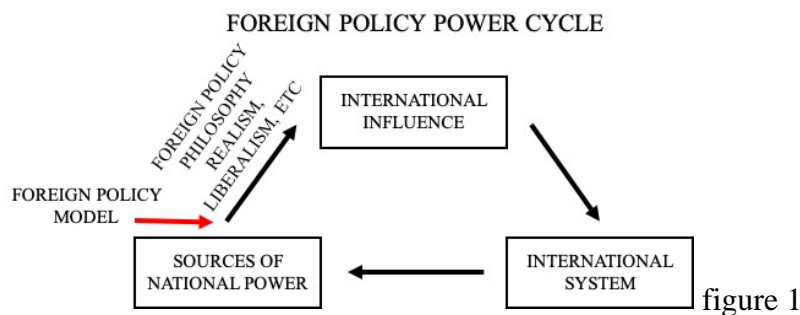 FOREIGN POLICY POWER CYCLE
FOREIGN POLICY
PHILOSOPHY
REALISM,
LIBERALISM, ETC
INTERNATIONAL
INFLUENCE
FOREIGN POLICY
MODEL
SOURCES OF
NATIONAL POWER
INTERNATIONAL
SYSTEM
figure 1